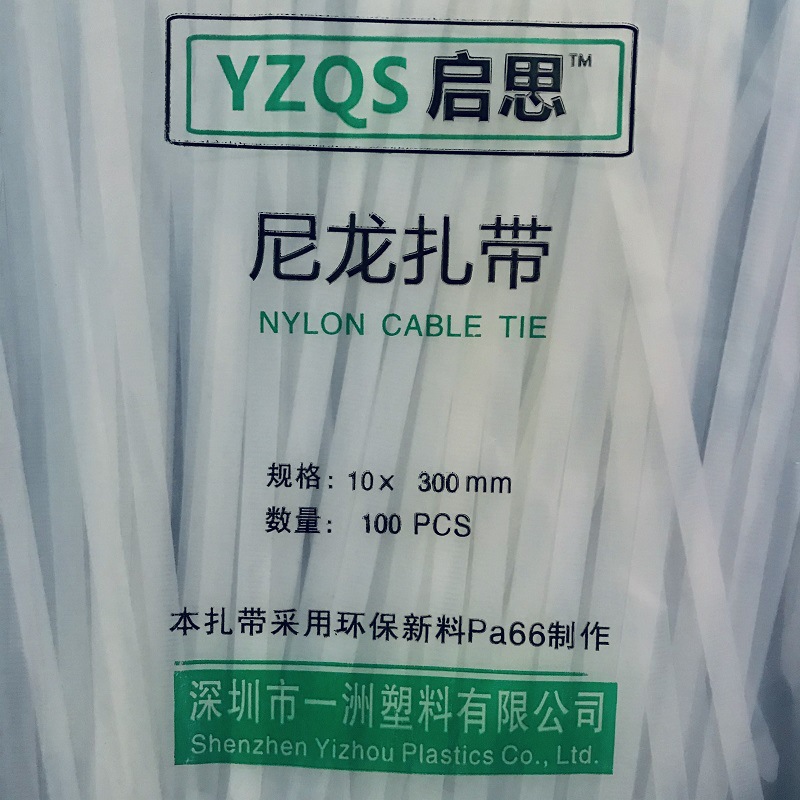 YZQS 启思™
尼龙扎带
NYLON CABLE TIE
规格: 10× 300mm
数量: 100 PCS
本扎带采用环保新料Pa66制作
深圳市一洲塑料有限公司
Shenzhen Yizhou Plastics Co., Ltd.